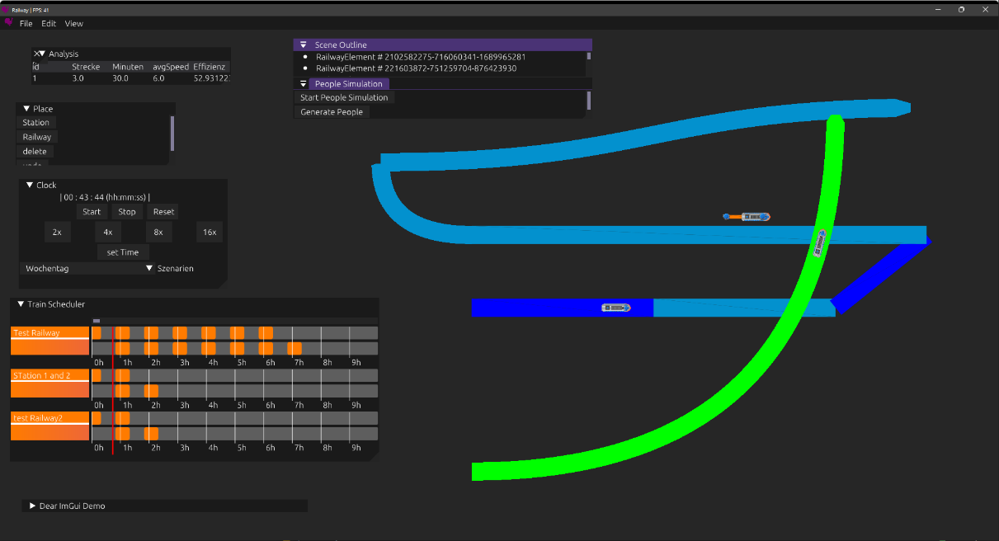 Railway | FPS: 41
File Edit View
Analysis
id Strecke Minuten avgSpeed Effizienz
1 3.0 30.0 6.0 52.931223
Scene Outline
RailwayElement # 2102582275-716060341-1689965281
RailwayElement # 221603872-751259704-876423930
People Simulation
Start People Simulation
Generate People
Place
Station
Railway
delete
undo
Clock
| 00 : 43 : 44 (hh:mm:ss) |
Start Stop Reset
2x 4x 8x 16x
set Time
Wochentag Szenarien
Train Scheduler
Test Railway
0h 1h 2h 3h 4h 5h 6h 7h 8h 9h
STation 1 and 2
0h 1h 2h 3h 4h 5h 6h 7h 8h 9h
test Railway2
0h 1h 2h 3h 4h 5h 6h 7h 8h 9h
Dear ImGui Demo